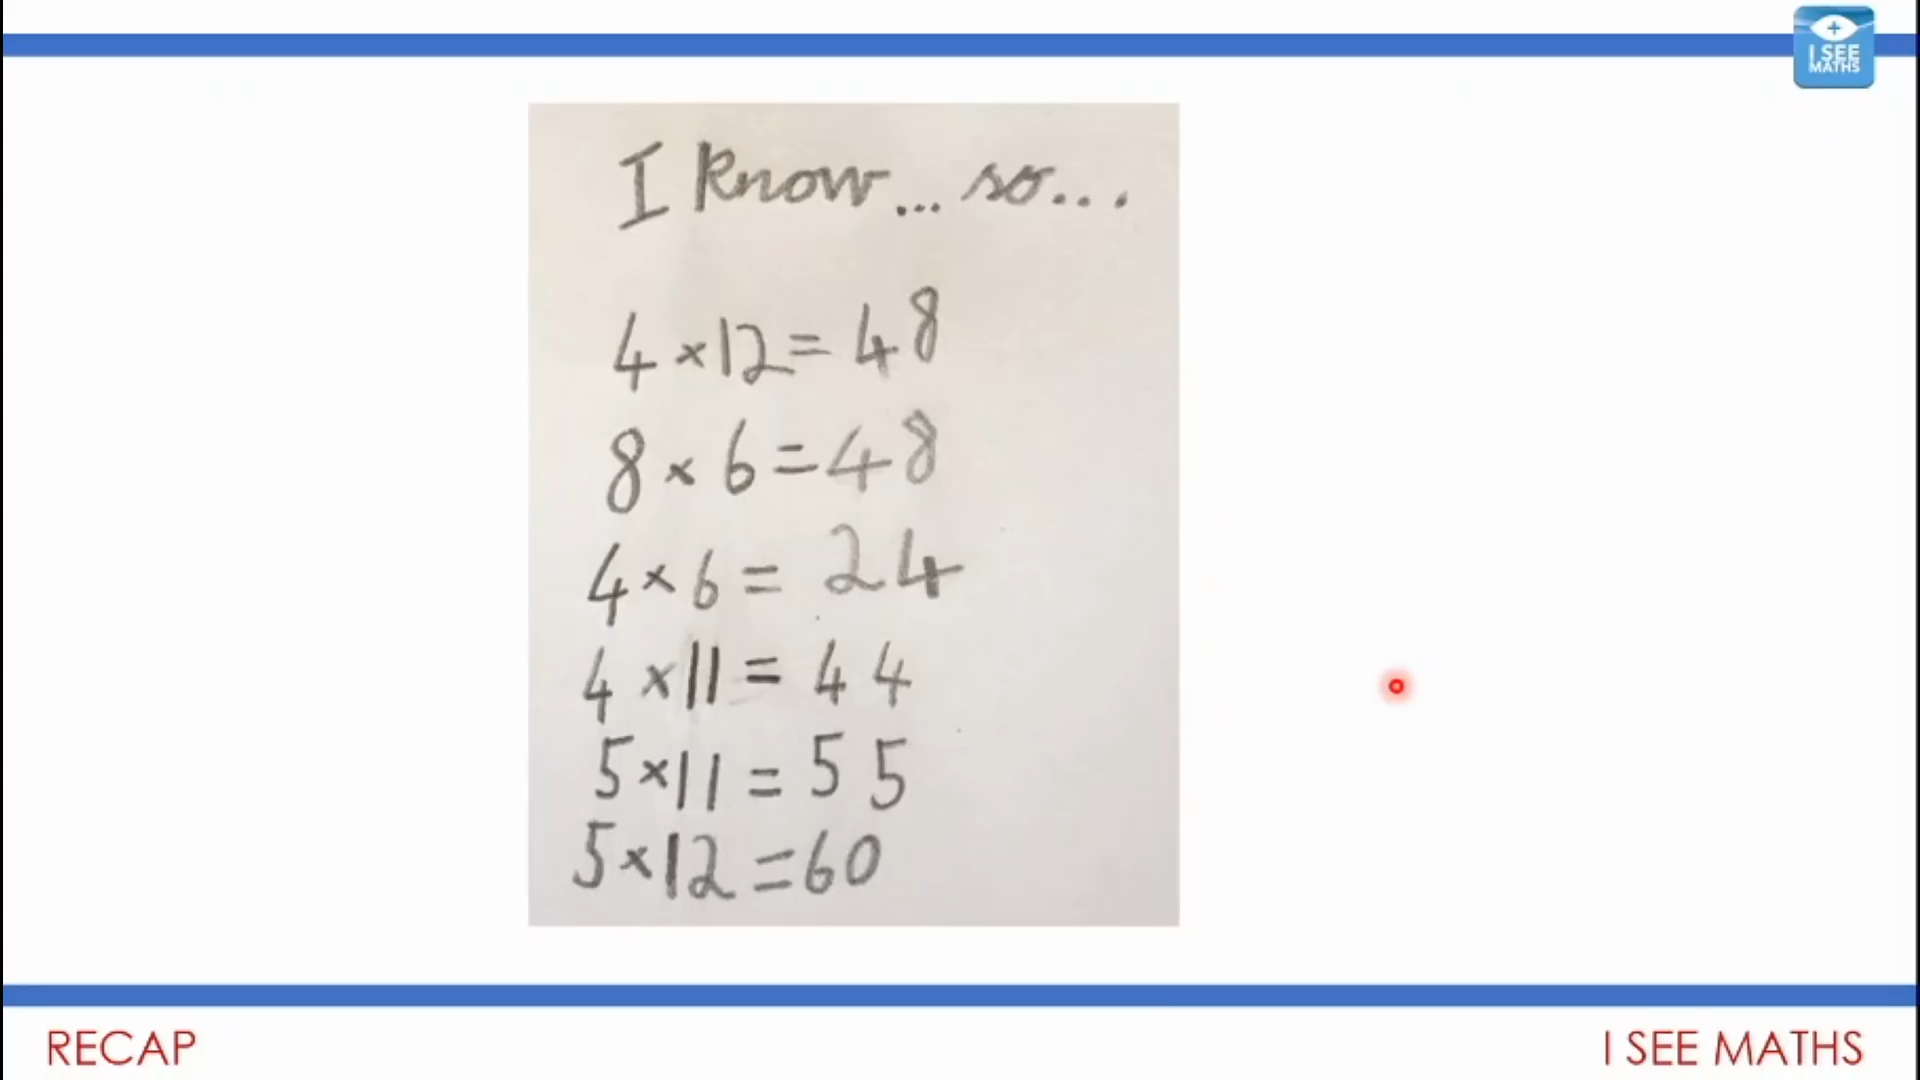 I SEE
MATHS
I know... so...
4 × 12 = 48
8 × 6 = 48
4 × 6 = 24
4 × 11 = 44
5 × 11 = 55
5 × 12 = 60
RECAP
I SEE MATHS